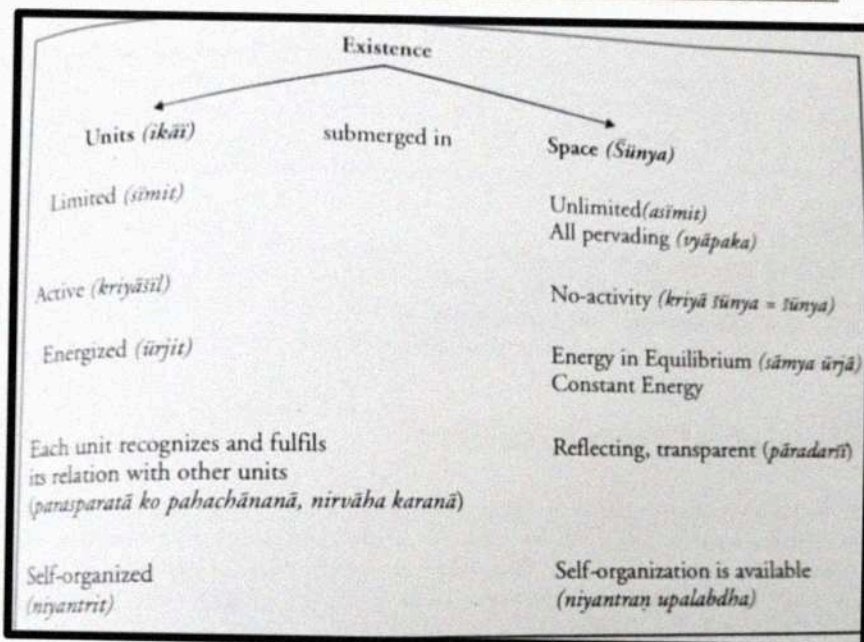 Existence
Units (ikāī) submerged in Space (Śūnya)
Limited (sīmit)
Unlimited(asīmit)
All pervading (vyāpaka)
Active (kriyāśīl)
No-activity (kriyā śūnya = śūnya)
Energized (ūrjit)
Energy in Equilibrium (sāmya ūrjā)
Constant Energy
Each unit recognizes and fulfils
its relation with other units
(parasparatā ko pahachānanā, nirvāha karanā)
Reflecting, transparent (pāradarśī)
Self-organized
(niyantrit)
Self-organization is available
(niyantraṇ upalabdha)